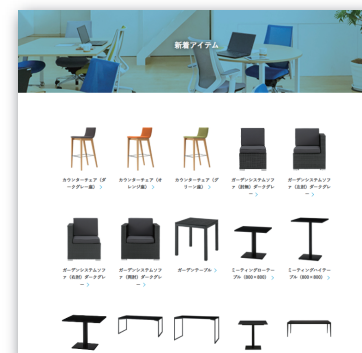 新着アイテム
カウンターチェア（ダ
ークグレー座）
カウンターチェア（オ
レンジ座）
カウンターチェア（グ
リーン座）
ガーデンシステムソフ
ァ（肘無）ダークグレ
ー
ガーデンシステムソフ
ァ（左肘）ダークグレ
ー
ガーデンシステムソフ
ァ（右肘）ダークグレ
ー
ガーデンシステムソフ
ァ（両肘）ダークグレ
ー
ガーデンテーブル
ミーティングローテー
ブル（800×800）
ミーティングハイテー
ブル（800×800）